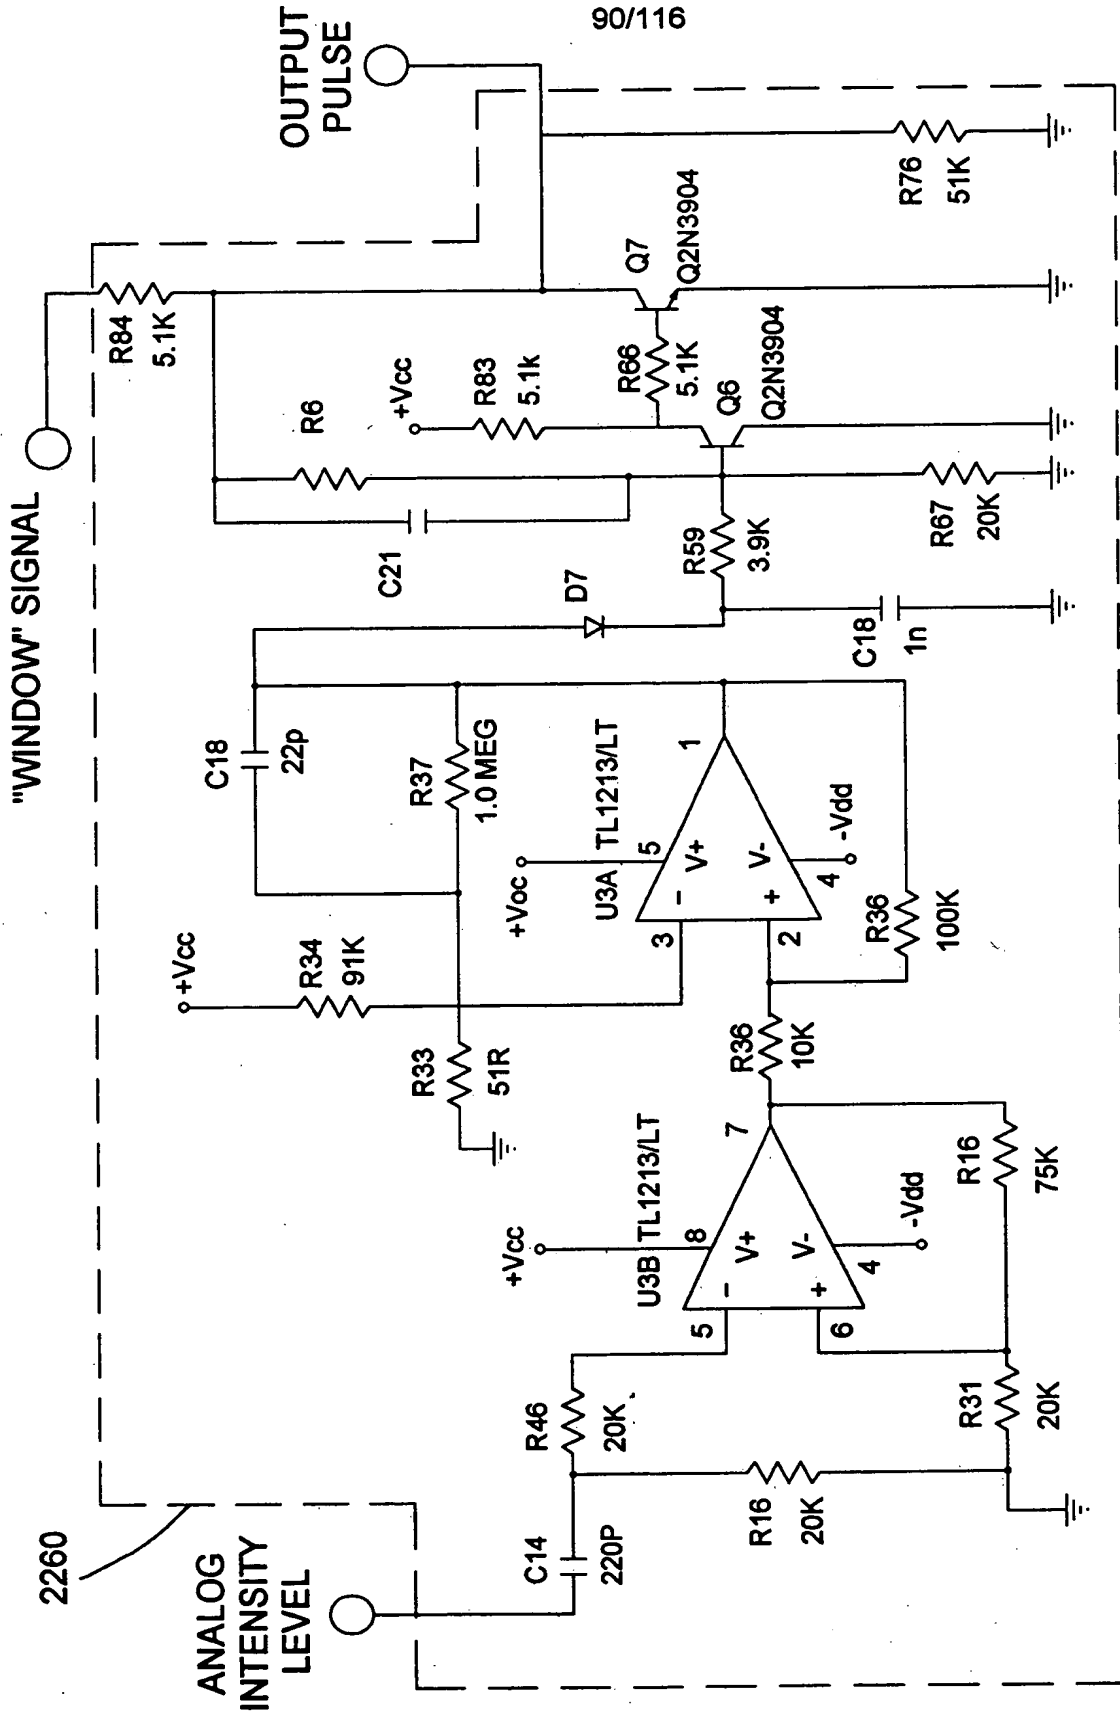 90/116
"WINDOW" SIGNAL
OUTPUT
PULSE
2260
ANALOG
INTENSITY
LEVEL
R84
5.1K
R6
C21
+Vcc
R83
5.1k
R66
5.1K
Q7
Q2N3904
Q6
Q2N3904
R76
51K
R67
20K
R59
3.9K
D7
C18
1n
C18
22p
R37
1.0 MEG
+Vcc
R34
91K
R33
51R
+Voc
U3A TL1213/LT
5
V+
V-
4
-Vdd
3
2
1
−
+
R36
100K
R36
10K
+Vcc
U3B TL1213/LT
8
V+
V-
4
-Vdd
5
6
7
−
+
R16
75K
R46
20K
C14
220P
R16
20K
R31
20K